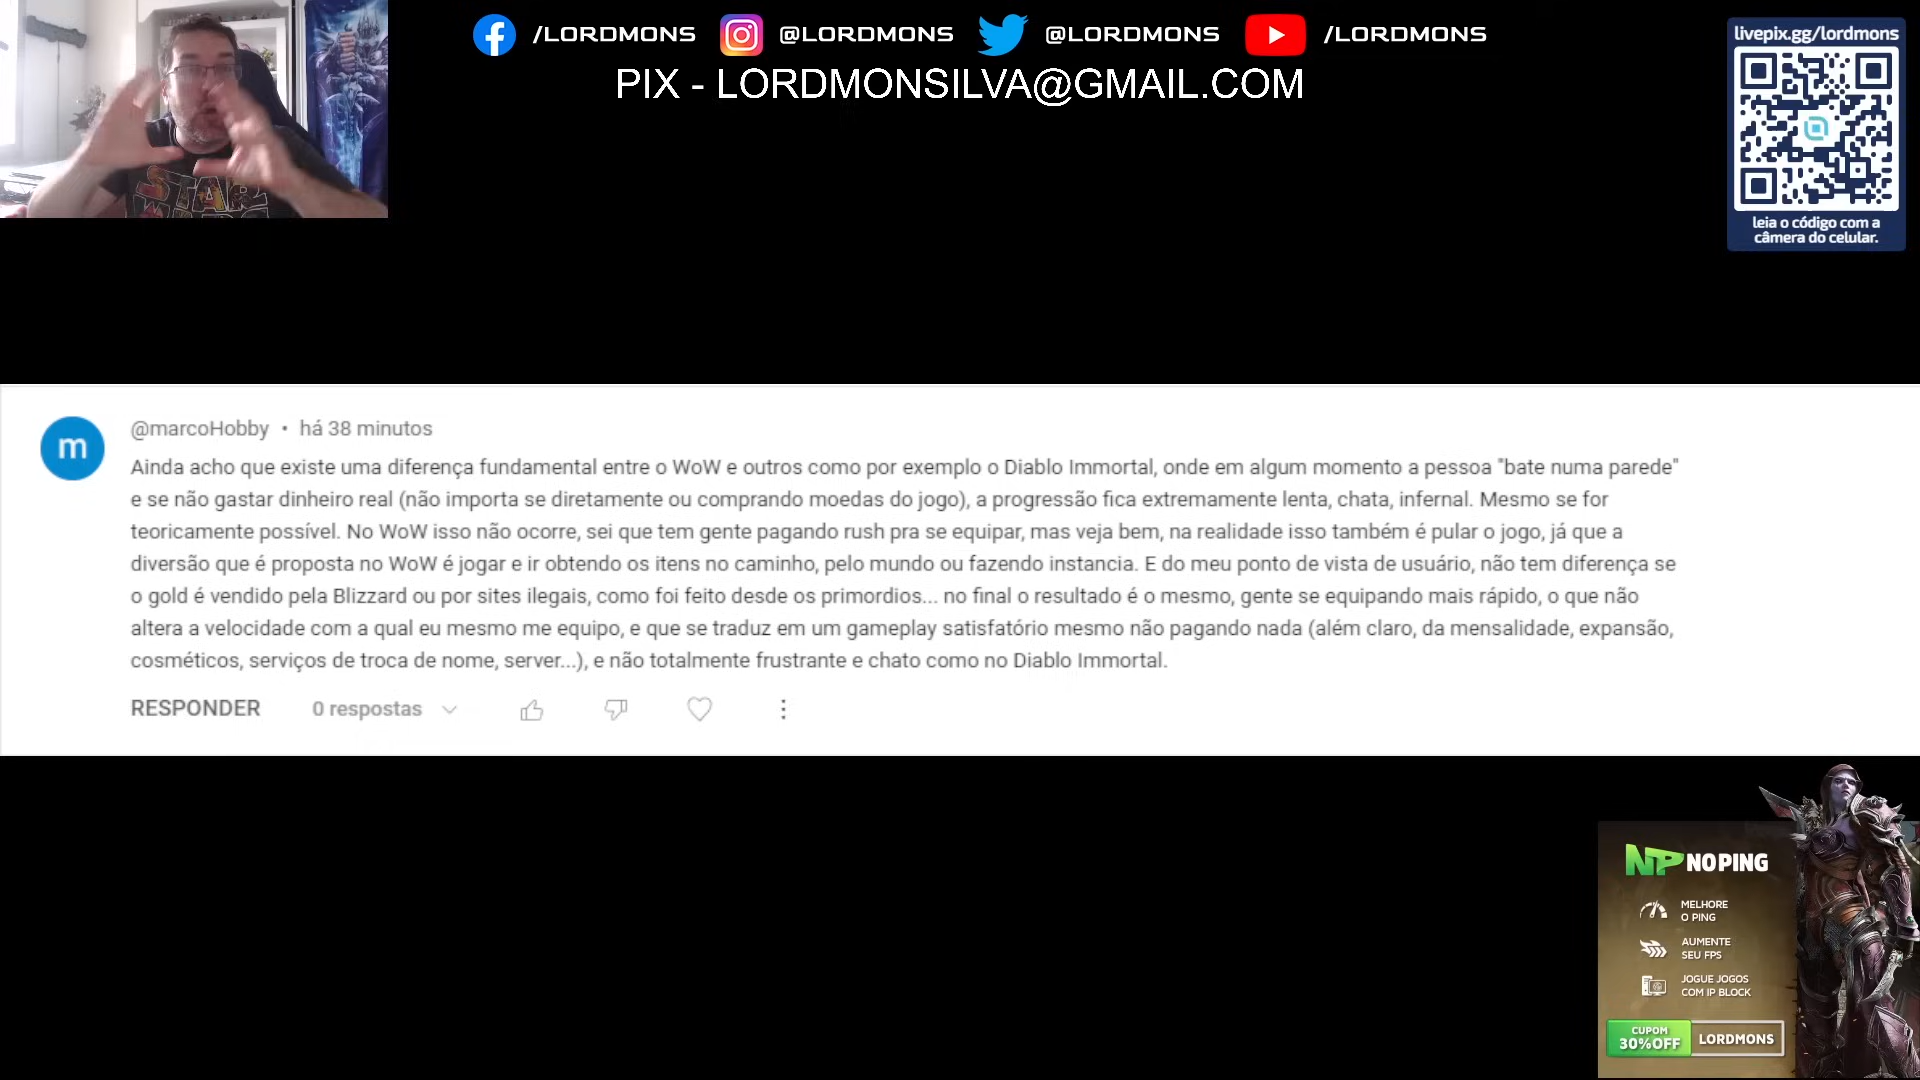 /LORDMONS @LORDMONS @LORDMONS /LORDMONS
PIX - LORDMONSILVA@GMAIL.COM
livepix.gg/lordmons
leia o código com a
câmera do celular.
STAR
WARS
m
@marcoHobby • há 38 minutos
Ainda acho que existe uma diferença fundamental entre o WoW e outros como por exemplo o Diablo Immortal, onde em algum momento a pessoa "bate numa parede"
e se não gastar dinheiro real (não importa se diretamente ou comprando moedas do jogo), a progressão fica extremamente lenta, chata, infernal. Mesmo se for
teoricamente possível. No WoW isso não ocorre, sei que tem gente pagando rush pra se equipar, mas veja bem, na realidade isso também é pular o jogo, já que a
diversão que é proposta no WoW é jogar e ir obtendo os itens no caminho, pelo mundo ou fazendo instancia. E do meu ponto de vista de usuário, não tem diferença se
o gold é vendido pela Blizzard ou por sites ilegais, como foi feito desde os primordios... no final o resultado é o mesmo, gente se equipando mais rápido, o que não
altera a velocidade com a qual eu mesmo me equipo, e que se traduz em um gameplay satisfatório mesmo não pagando nada (além claro, da mensalidade, expansão,
cosméticos, serviços de troca de nome, server...), e não totalmente frustrante e chato como no Diablo Immortal.
RESPONDER 0 respostas
NP NOPING
MELHORE
O PING
AUMENTE
SEU FPS
JOGUE JOGOS
COM IP BLOCK
CUPOM
30%OFF
LORDMONS